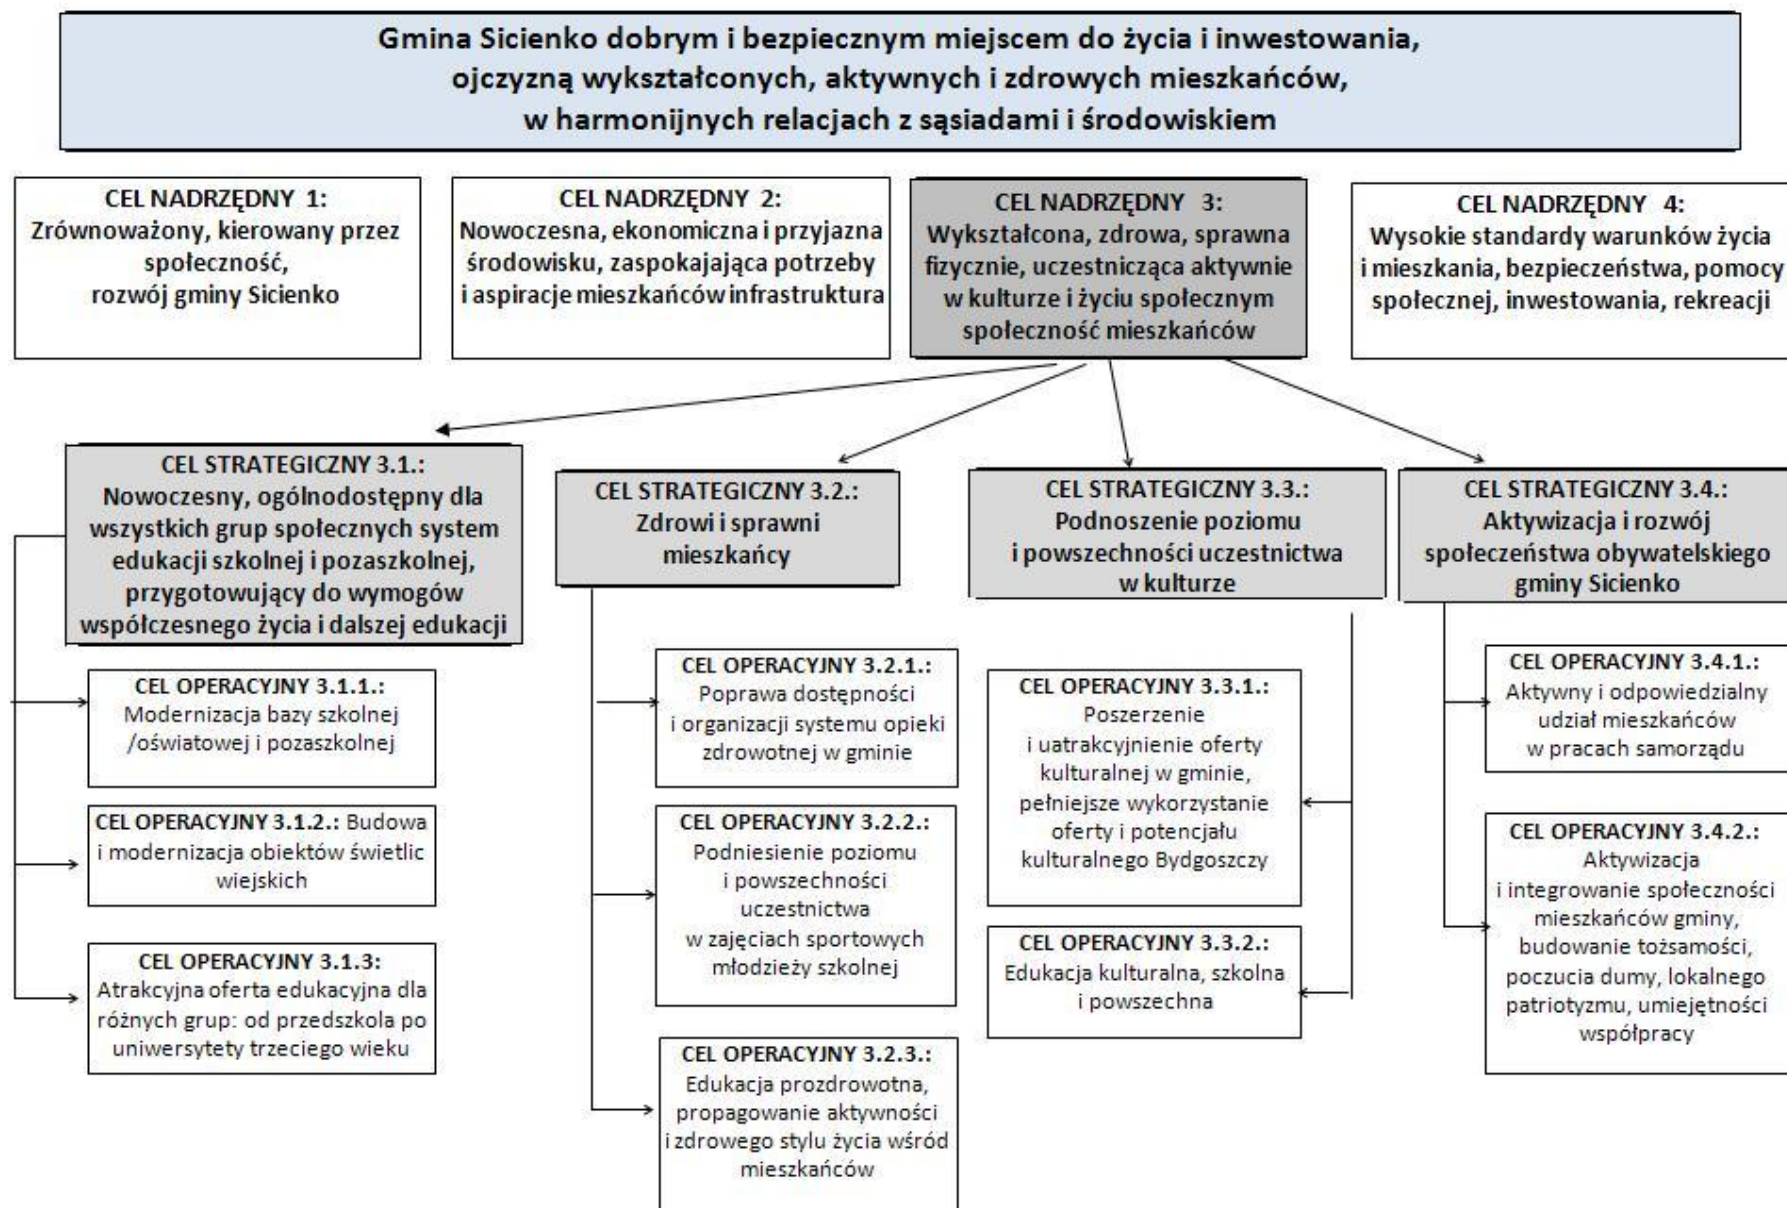 Gmina Sicienko dobrym i bezpiecznym miejscem do życia i inwestowania,
ojczyzną wykształconych, aktywnych i zdrowych mieszkańców,
w harmonijnych relacjach z sąsiadami i środowiskiem
CEL NADRZĘDNY 1:
Zrównoważony, kierowany przez
społeczność,
rozwój gminy Sicienko
CEL NADRZĘDNY 2:
Nowoczesna, ekonomiczna i przyjazna
środowisku, zaspokajająca potrzeby
i aspiracje mieszkańców infrastruktura
CEL NADRZĘDNY 3:
Wykształcona, zdrowa, sprawna
fizycznie, uczestnicząca aktywnie
w kulturze i życiu społecznym
społeczność mieszkańców
CEL NADRZĘDNY 4:
Wysokie standardy warunków życia
i mieszkania, bezpieczeństwa, pomocy
społecznej, inwestowania, rekreacji
CEL STRATEGICZNY 3.1.:
Nowoczesny, ogólnodostępny dla
wszystkich grup społecznych system
edukacji szkolnej i pozaszkolnej,
przygotowujący do wymogów
współczesnego życia i dalszej edukacji
CEL STRATEGICZNY 3.2.:
Zdrowi i sprawni
mieszkańcy
CEL STRATEGICZNY 3.3.:
Podnoszenie poziomu
i powszechności uczestnictwa
w kulturze
CEL STRATEGICZNY 3.4.:
Aktywizacja i rozwój
społeczeństwa obywatelskiego
gminy Sicienko
CEL OPERACYJNY 3.1.1.:
Modernizacja bazy szkolnej
/oświatowej i pozaszkolnej
CEL OPERACYJNY 3.1.2.: Budowa
i modernizacja obiektów świetlic
wiejskich
CEL OPERACYJNY 3.1.3:
Atrakcyjna oferta edukacyjna dla
różnych grup: od przedszkola po
uniwersytety trzeciego wieku
CEL OPERACYJNY 3.2.1.:
Poprawa dostępności
i organizacji systemu opieki
zdrowotnej w gminie
CEL OPERACYJNY 3.2.2.:
Podniesienie poziomu
i powszechności
uczestnictwa
w zajęciach sportowych
młodzieży szkolnej
CEL OPERACYJNY 3.2.3.:
Edukacja prozdrowotna,
propagowanie aktywności
i zdrowego stylu życia wśród
mieszkańców
CEL OPERACYJNY 3.3.1.:
Poszerzenie
i uatrakcyjnienie oferty
kulturalnej w gminie,
pełniejsze wykorzystanie
oferty i potencjału
kulturalnego Bydgoszczy
CEL OPERACYJNY 3.3.2.:
Edukacja kulturalna, szkolna
i powszechna
CEL OPERACYJNY 3.4.1.:
Aktywny i odpowiedzialny
udział mieszkańców
w pracach samorządu
CEL OPERACYJNY 3.4.2.:
Aktywizacja
i integrowanie społeczności
mieszkańców gminy,
budowanie tożsamości,
poczucia dumy, lokalnego
patriotyzmu, umiejętności
współpracy